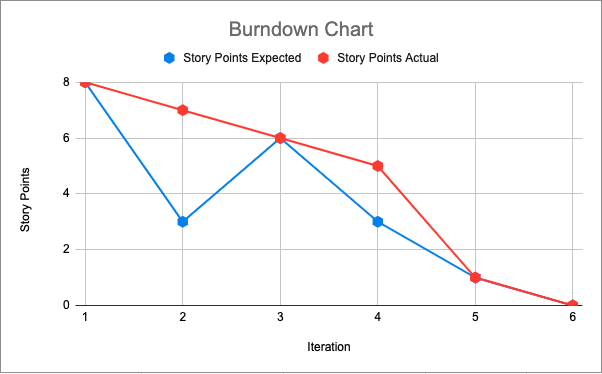 Burndown Chart
Story Points Expected Story Points Actual
8
6
4
2
0
Story Points
1 2 3 4 5 6
Iteration